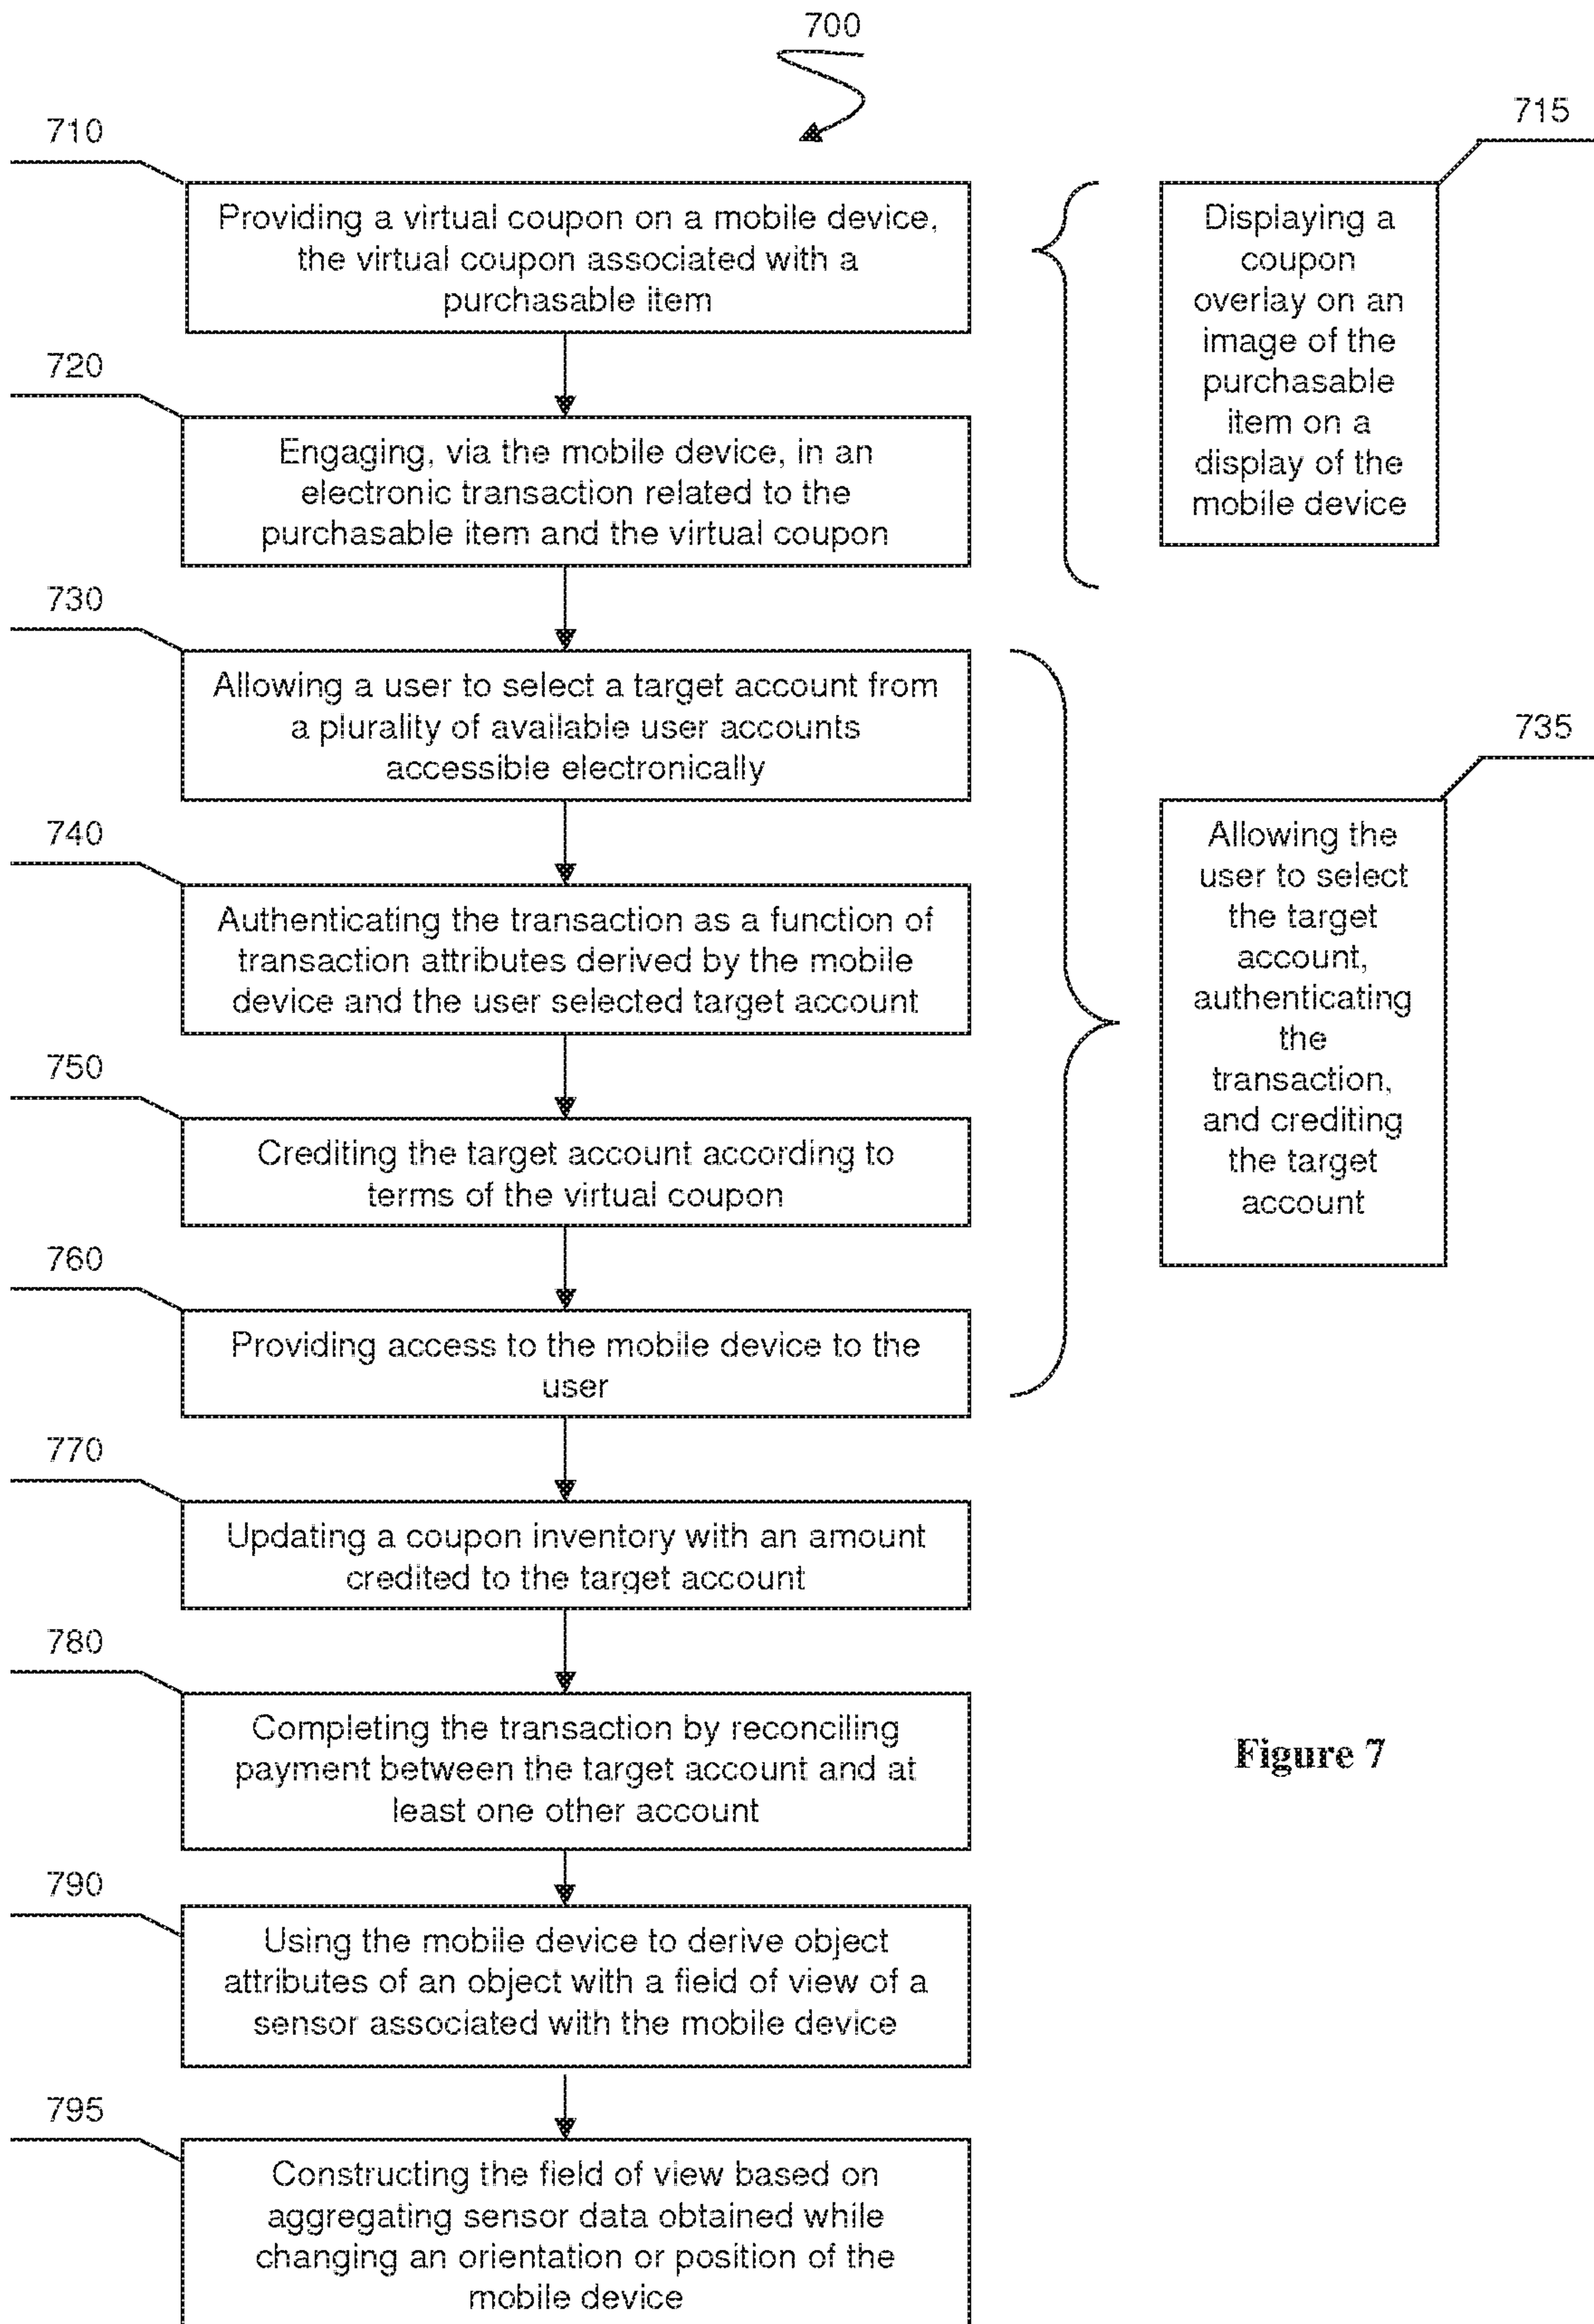 700
710
Providing a virtual coupon on a mobile device,
the virtual coupon associated with a
purchasable item
715
Displaying a
coupon
overlay on an
image of the
purchasable
item on a
display of the
mobile device
720
Engaging, via the mobile device, in an
electronic transaction related to the
purchasable item and the virtual coupon
730
Allowing a user to select a target account from
a plurality of available user accounts
accessible electronically
735
Allowing the
user to select
the target
account,
authenticating
the
transaction,
and crediting
the target
account
740
Authenticating the transaction as a function of
transaction attributes derived by the mobile
device and the user selected target account
750
Crediting the target account according to
terms of the virtual coupon
760
Providing access to the mobile device to the
user
770
Updating a coupon inventory with an amount
credited to the target account
780
Completing the transaction by reconciling
payment between the target account and at
least one other account
Figure 7
790
Using the mobile device to derive object
attributes of an object with a field of view of a
sensor associated with the mobile device
795
Constructing the field of view based on
aggregating sensor data obtained while
changing an orientation or position of the
mobile device